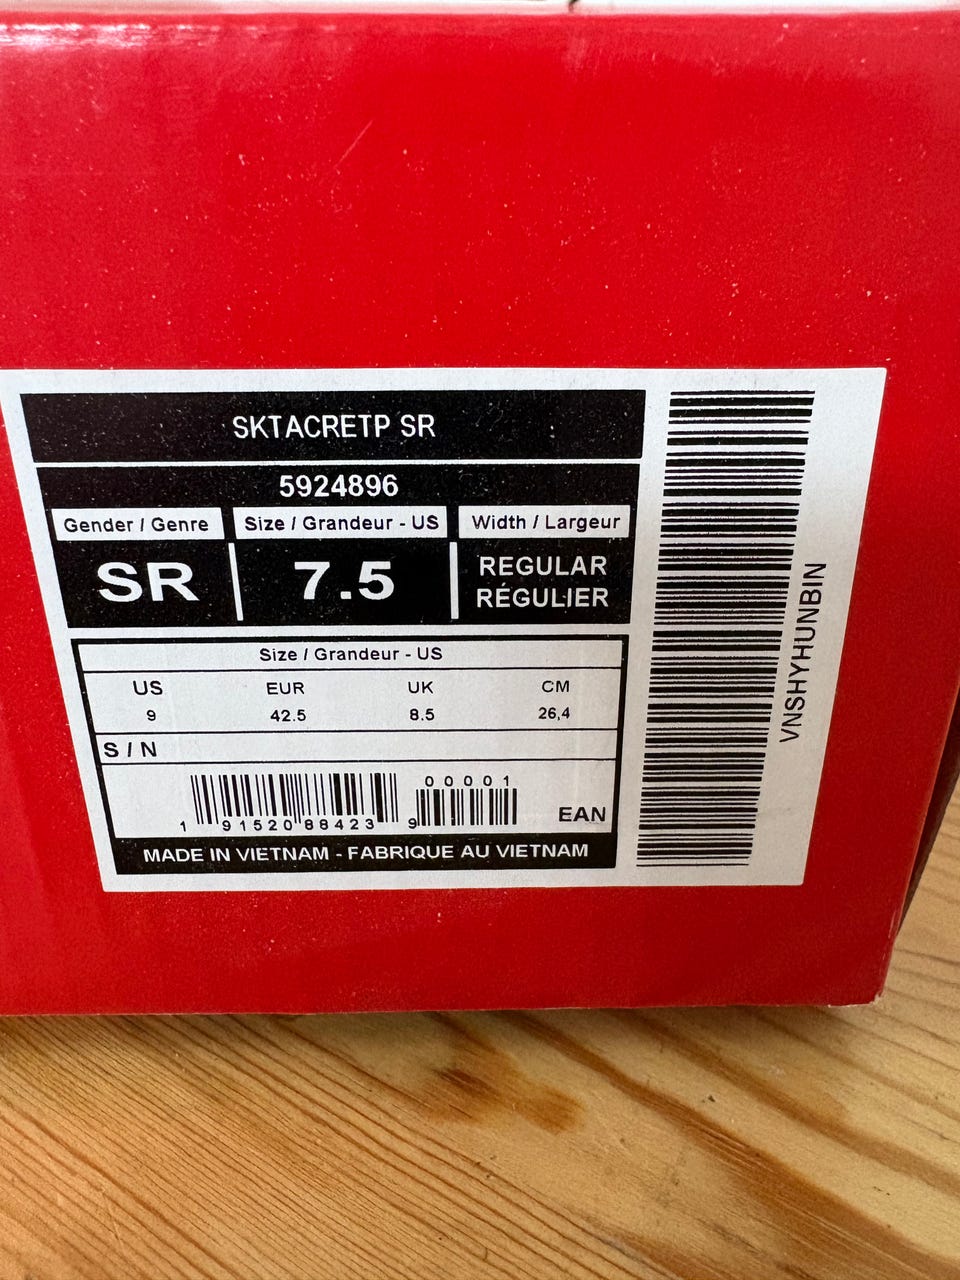 SKTACRETP SR
5924896
Gender / Genre Size / Grandeur - US Width / Largeur
SR 7.5 REGULAR
RÉGULIER
Size / Grandeur - US
US EUR UK CM
9 42.5 8.5 26,4
S / N
00001
1 91520 88423 9
EAN
MADE IN VIETNAM - FABRIQUE AU VIETNAM
VNSHYHUNBIN